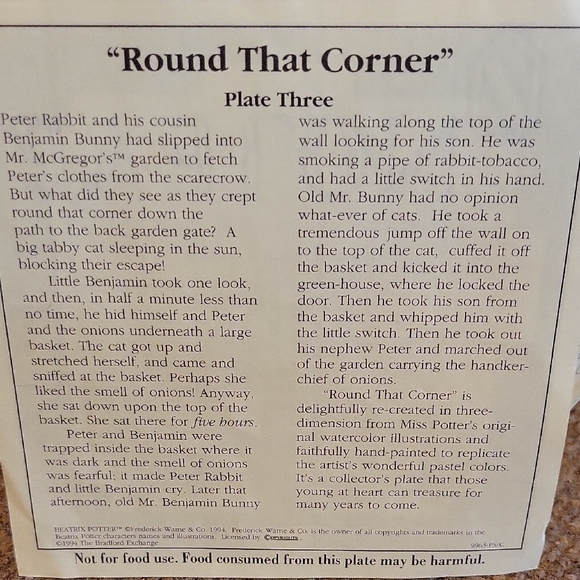 "Round That Corner"
Plate Three
Peter Rabbit and his cousin
Benjamin Bunny had slipped into
Mr. McGregor's™ garden to fetch
Peter's clothes from the scarecrow.
But what did they see as they crept
round that corner down the
path to the back garden gate? A
big tabby cat sleeping in the sun,
blocking their escape!
Little Benjamin took one look,
and then, in half a minute less than
no time, he hid himself and Peter
and the onions underneath a large
basket. The cat got up and
stretched herself, and came and
sniffed at the basket. Perhaps she
liked the smell of onions! Anyway,
she sat down upon the top of the
basket. She sat there for five hours.
Peter and Benjamin were
trapped inside the basket where it
was dark and the smell of onions
was fearful; it made Peter Rabbit
and little Benjamin cry. Later that
afternoon, old Mr. Benjamin Bunny
was walking along the top of the
wall looking for his son. He was
smoking a pipe of rabbit-tobacco,
and had a little switch in his hand.
Old Mr. Bunny had no opinion
what-ever of cats. He took a
tremendous jump off the wall on
to the top of the cat, cuffed it off
the basket and kicked it into the
green-house, where he locked the
door. Then he took his son from
the basket and whipped him with
the little switch. Then he took out
his nephew Peter and marched out
of the garden carrying the handker-
chief of onions.
"Round That Corner" is
delightfully re-created in three-
dimension from Miss Potter's origi-
nal watercolor illustrations and
faithfully hand-painted to replicate
the artist's wonderful pastel colors.
It's a collector's plate that those
young at heart can treasure for
many years to come.
BEATRIX POTTER™ ©Frederick Warne & Co. 1994. Frederick Warne & Co. is the owner of all copyrights and trademarks in the
Beatrix Potter characters names and illustrations. Licensed by Copyrights
©1994 The Bradford Exchange
Not for food use. Food consumed from this plate may be harmful.